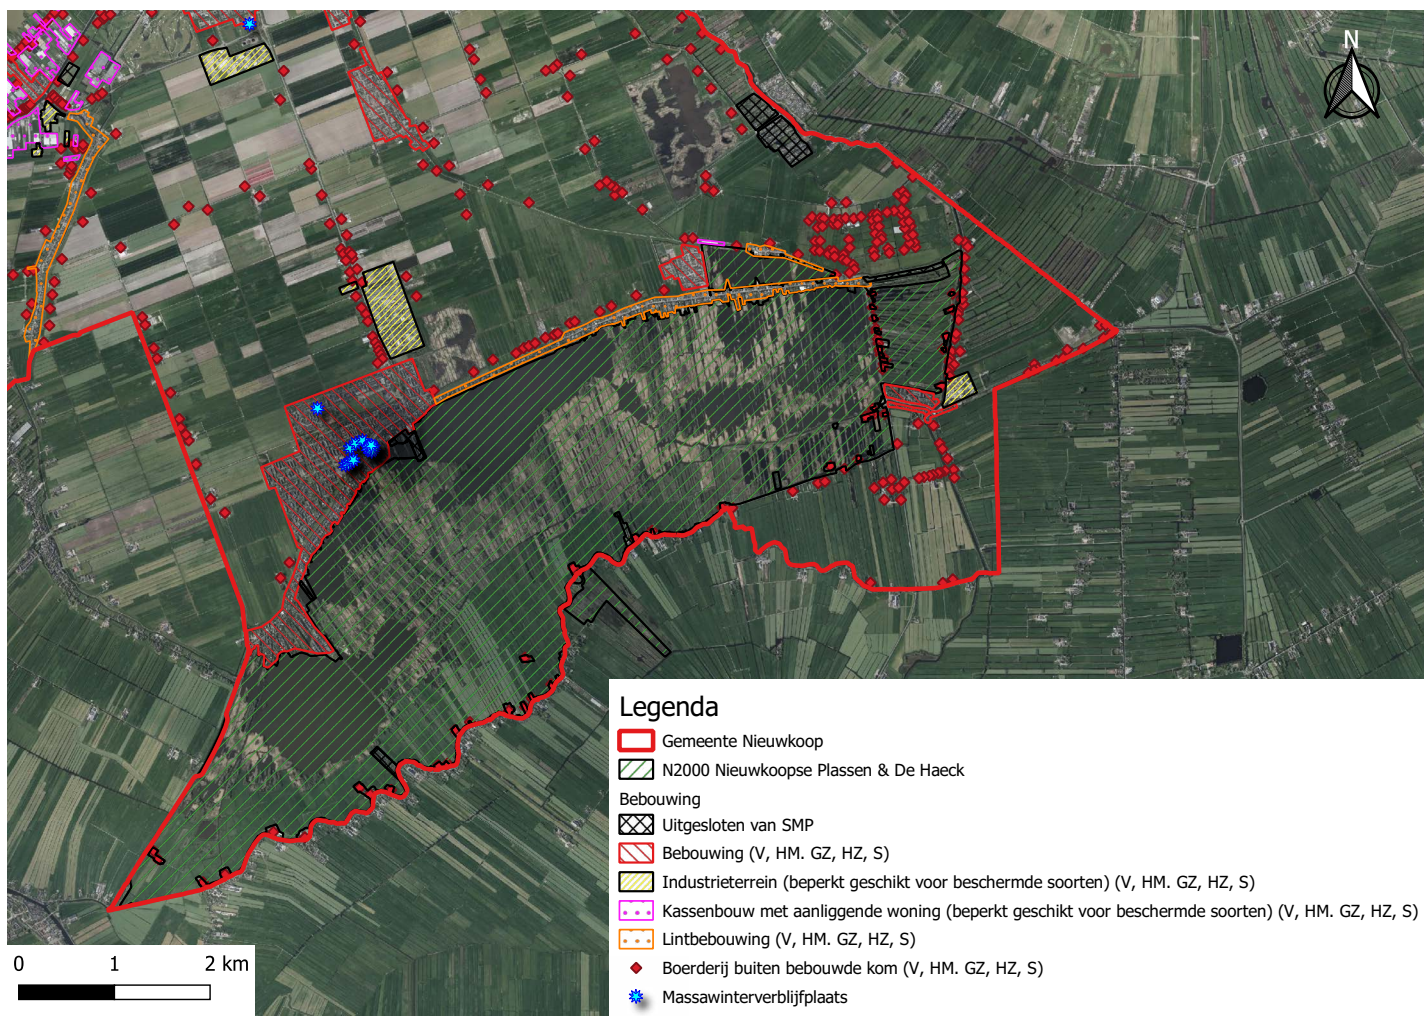 N
Legenda
Gemeente Nieuwkoop
N2000 Nieuwkoopse Plassen & De Haeck
Bebouwing
Uitgesloten van SMP
Bebouwing (V, HM. GZ, HZ, S)
Industrieterrein (beperkt geschikt voor beschermde soorten) (V, HM. GZ, HZ, S)
Kassenbouw met aanliggende woning (beperkt geschikt voor beschermde soorten) (V, HM. GZ, HZ, S)
Lintbebouwing (V, HM. GZ, HZ, S)
Boerderij buiten bebouwde kom (V, HM. GZ, HZ, S)
Massawinterverblijfplaats
0 1 2 km